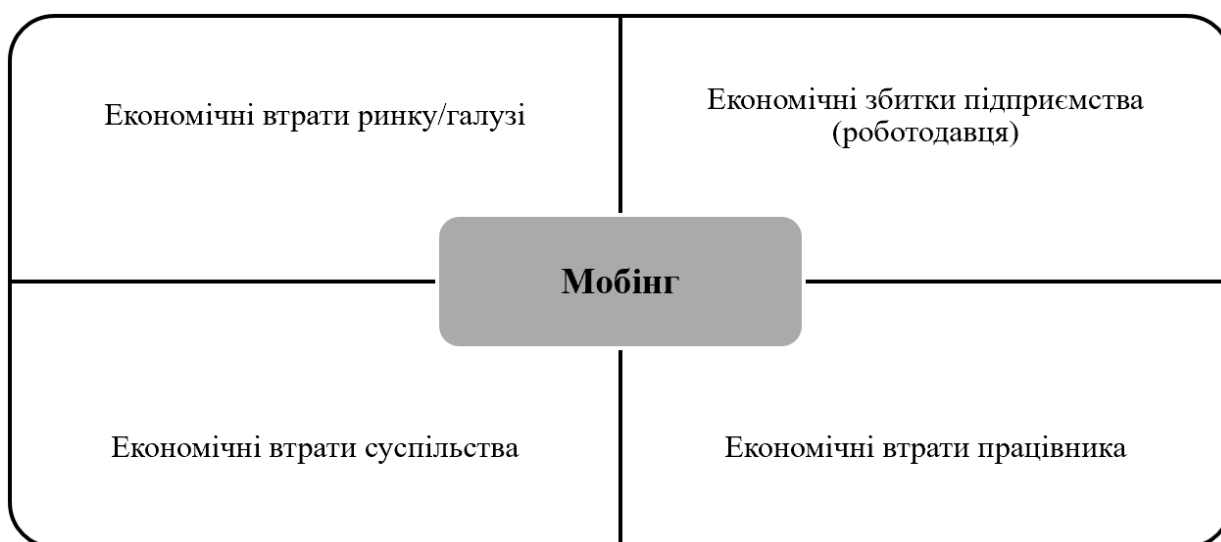 Економічні втрати ринку/галузі
Економічні збитки підприємства
(роботодавця)
Мобінг
Економічні втрати суспільства
Економічні втрати працівника